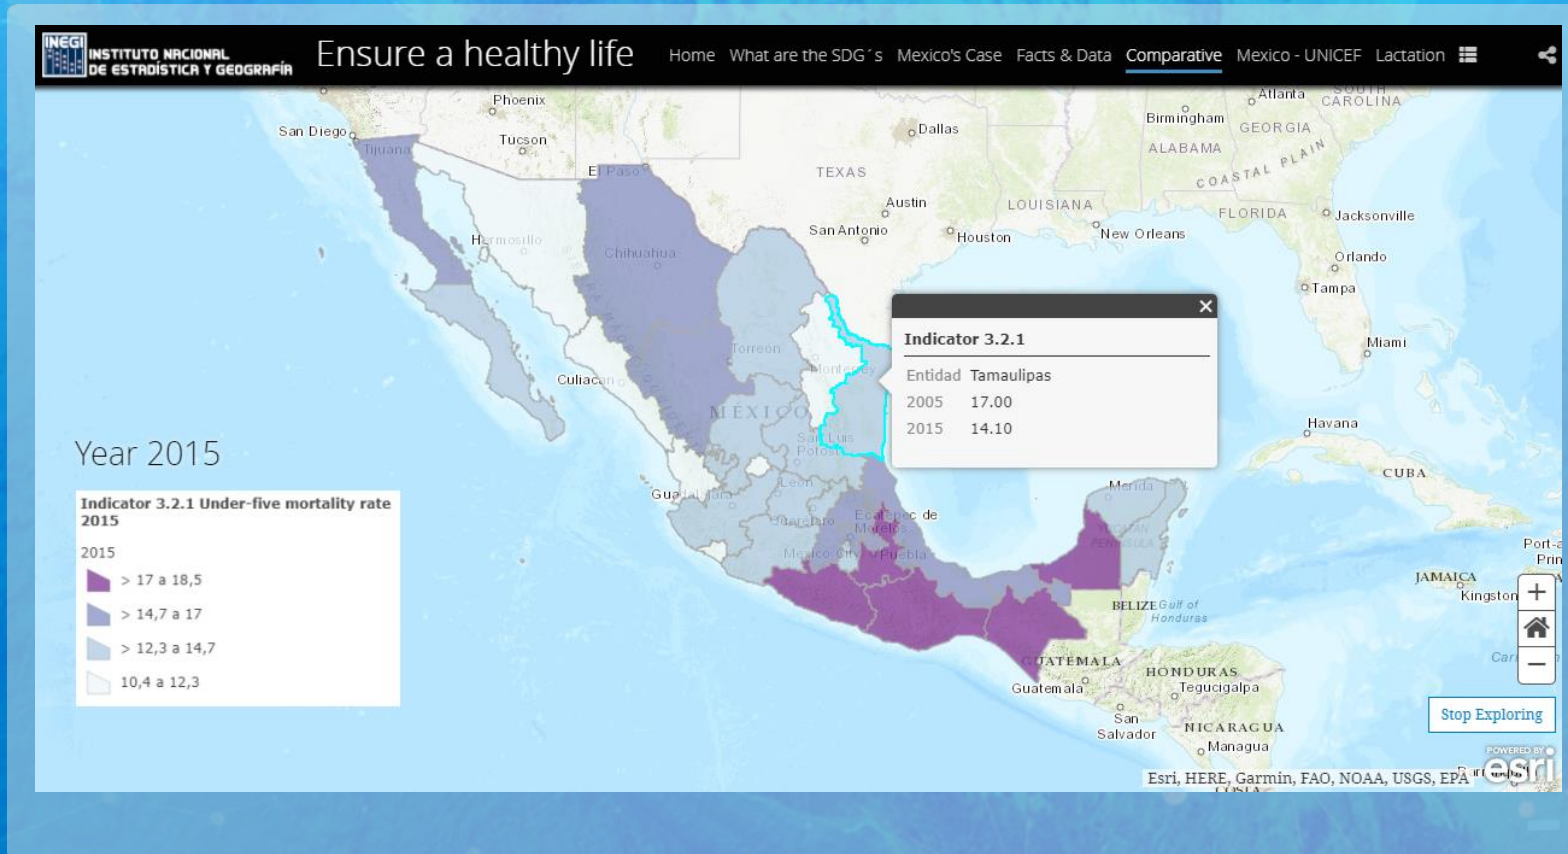 INEGI
INSTITUTO NACIONAL
DE ESTADÍSTICA Y GEOGRAFÍA
Ensure a healthy life
Home What are the SDG´s Mexico's Case Facts & Data Comparative Mexico - UNICEF Lactation
Phoenix
San Diego
Tucson
Tijuana
El Paso
Dallas
TEXAS
Austin
San Antonio
Houston
LOUISIANA
New Orleans
Birmingham
ALABAMA
Atlanta
GEORGIA
SOUTH
CAROLINA
COASTAL PLAIN
FLORIDA
Jacksonville
Orlando
Tampa
Miami
Hermosillo
Chihuahua
Torreon
Monterrey
Culiacan
MÉXICO
San Luis
Potosí
Leon
Guadalajara
Queretaro
Ecatepec de
Morelos
Mexico City
Puebla
Merida
YUCATAN
PENINSULA
Havana
CUBA
JAMAICA
Kingston
BELIZE
Gulf of
Honduras
GUATEMALA
Guatemala
HONDURAS
Tegucigalpa
San
Salvador
NICARAGUA
Managua
Indicator 3.2.1
Entidad Tamaulipas
2005 17.00
2015 14.10
Year 2015
Indicator 3.2.1 Under-five mortality rate
2015
2015
> 17 a 18,5
> 14,7 a 17
> 12,3 a 14,7
10,4 a 12,3
Stop Exploring
POWERED BY
esri
Esri, HERE, Garmin, FAO, NOAA, USGS, EPA